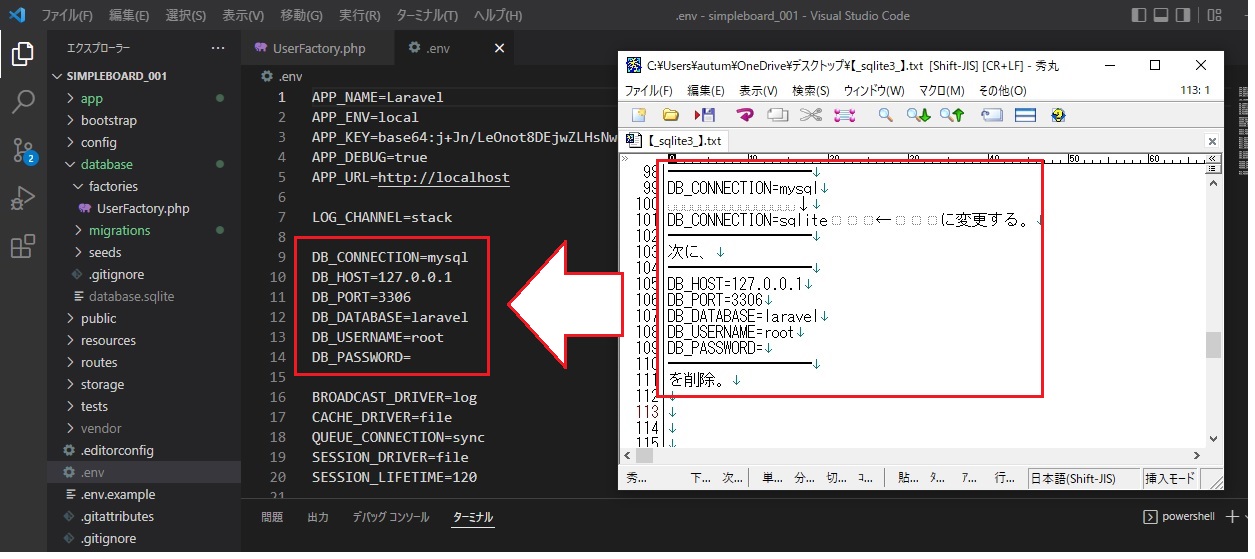 ファイル(F) 編集(E) 選択(S) 表示(V) 移動(G) 実行(R) ターミナル(T) ヘルプ(H)
.env - simpleboard_001 - Visual Studio Code
エクスプローラー
SIMPLEBOARD_001
app
bootstrap
config
database
factories
UserFactory.php
migrations
seeds
.gitignore
database.sqlite
public
resources
routes
storage
tests
vendor
.editorconfig
.env
.env.example
.gitattributes
.gitignore
2
UserFactory.php
.env
.env
1 APP_NAME=Laravel
2 APP_ENV=local
3 APP_KEY=base64:j+Jn/LeOnot8DEjwZLHsNw
4 APP_DEBUG=true
5 APP_URL=http://localhost
6
7 LOG_CHANNEL=stack
8
9 DB_CONNECTION=mysql
10 DB_HOST=127.0.0.1
11 DB_PORT=3306
12 DB_DATABASE=laravel
13 DB_USERNAME=root
14 DB_PASSWORD=
15
16 BROADCAST_DRIVER=log
17 CACHE_DRIVER=file
18 QUEUE_CONNECTION=sync
19 SESSION_DRIVER=file
20 SESSION_LIFETIME=120
21
問題 出力 デバッグ コンソール ターミナル
powershell
C:¥Users¥autum¥OneDrive¥デスクトップ¥【_sqlite3_】.txt [Shift-JIS] [CR+LF] - 秀丸
ファイル(F) 編集(E) 表示(V) 検索(S) ウィンドウ(W) マクロ(M) その他(O)
113: 1
【_sqlite3_】.txt
0 10 20 30 40 50 60
98
99 DB_CONNECTION=mysql↓
100 ↓↓
101 DB_CONNECTION=sqlite□□□←□□□に変更する。↓
102
103 次に、↓
104
105 DB_HOST=127.0.0.1↓
106 DB_PORT=3306↓
107 DB_DATABASE=laravel↓
108 DB_USERNAME=root↓
109 DB_PASSWORD=↓
110
111 を削除。↓
112 ↓
113 ↓
114 ↓
115 ↓
秀... 下... 次... 単... 分... 切... ｺ... 貼... ﾀ... ｱ... 行... 日本語(Shift-JIS) 挿入モード